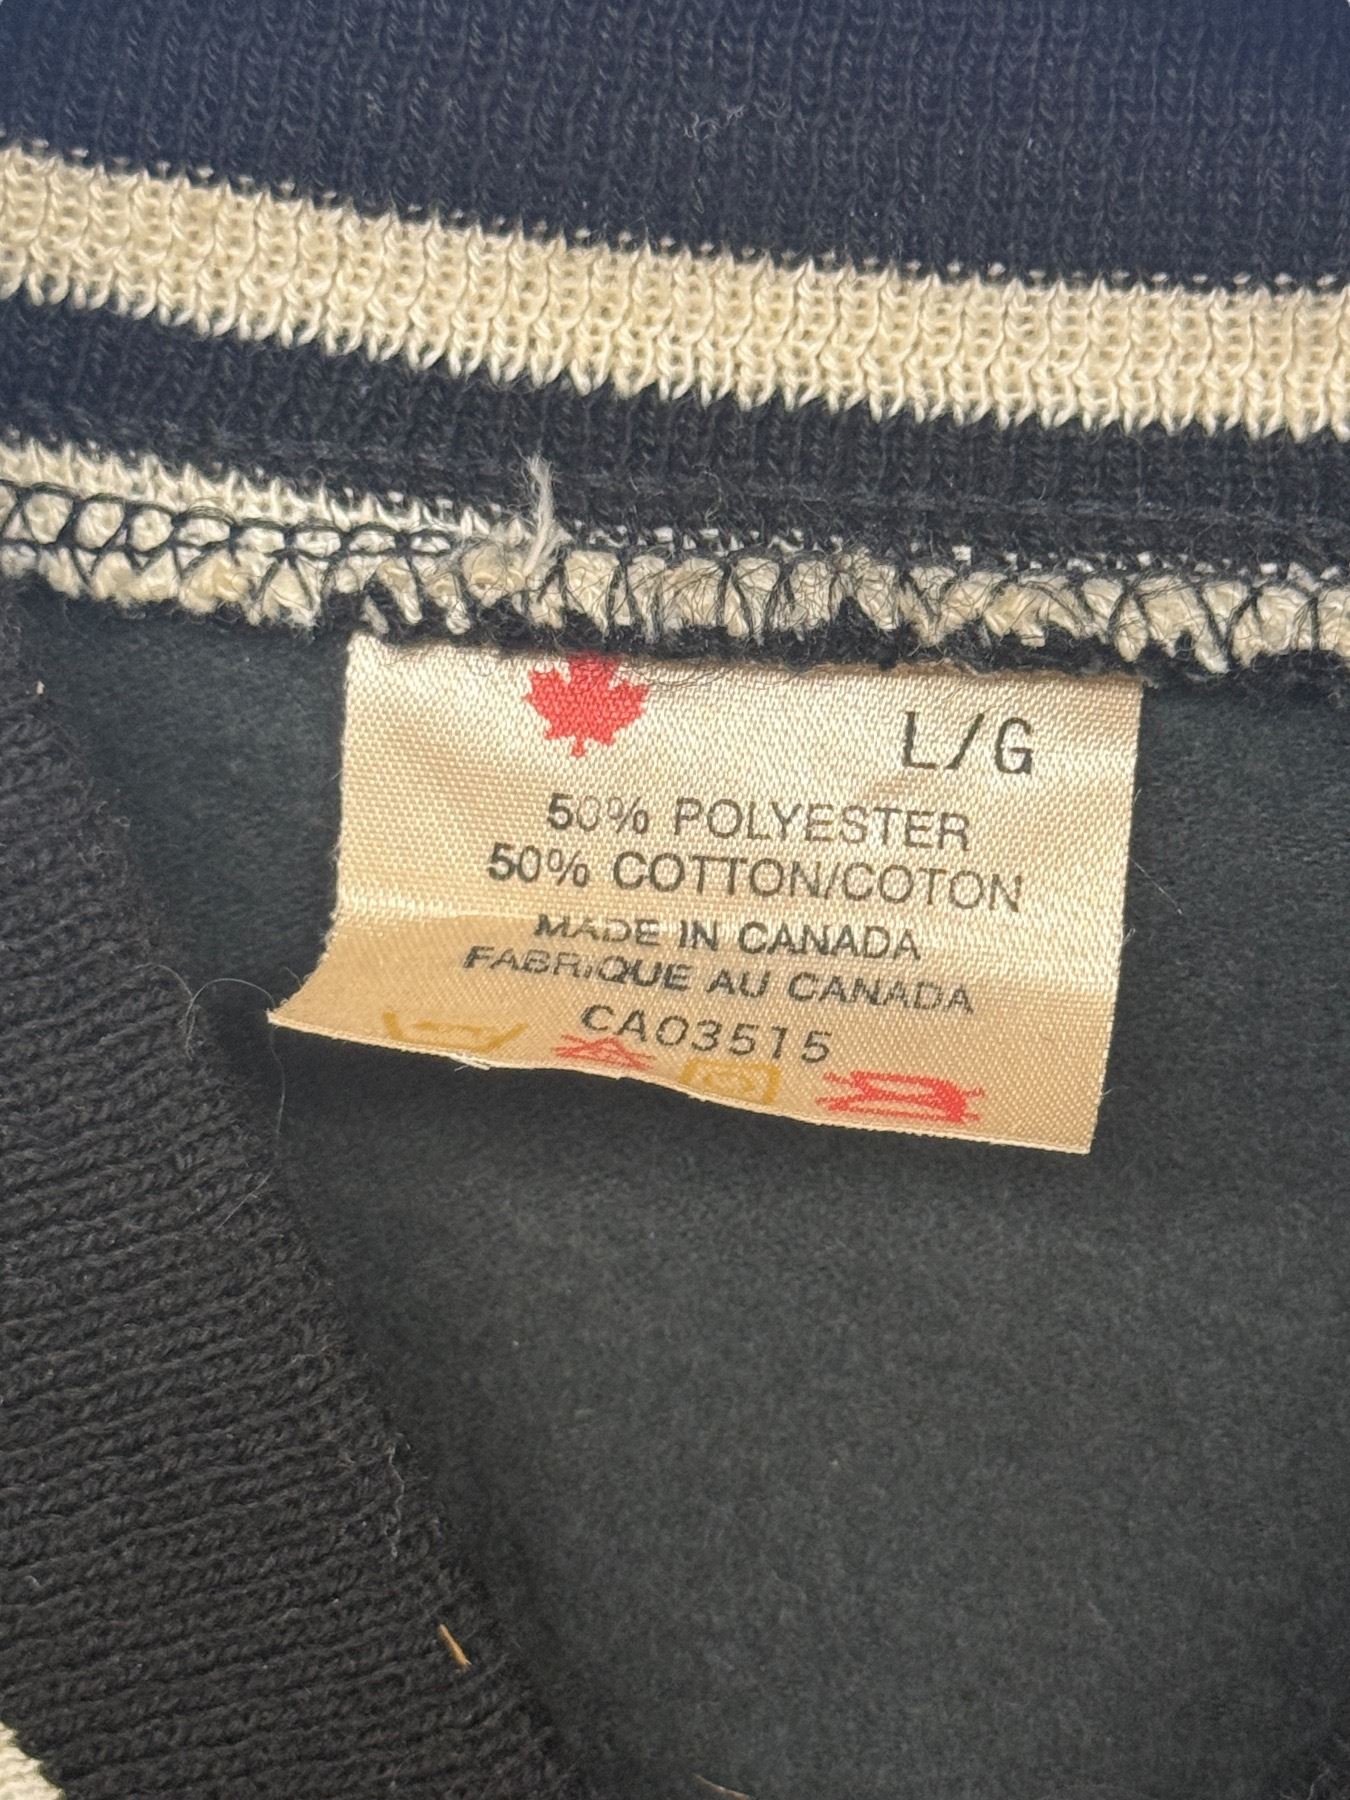 L/G
50% POLYESTER
50% COTTON/COTON
MADE IN CANADA
FABRIQUE AU CANADA
CA03515